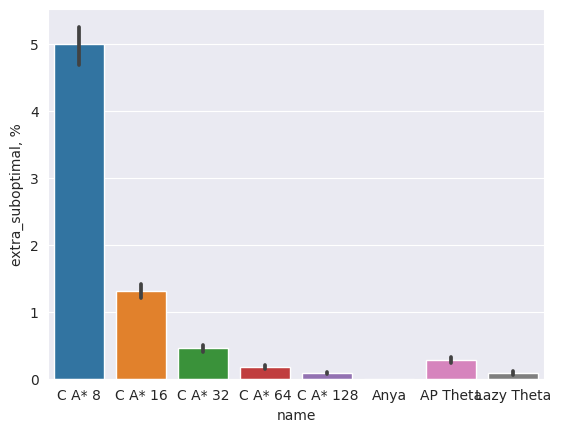 extra_suboptimal, %
5
4
3
2
1
0
C A* 8 C A* 16 C A* 32 C A* 64 C A* 128 Anya AP Theta Lazy Theta
name